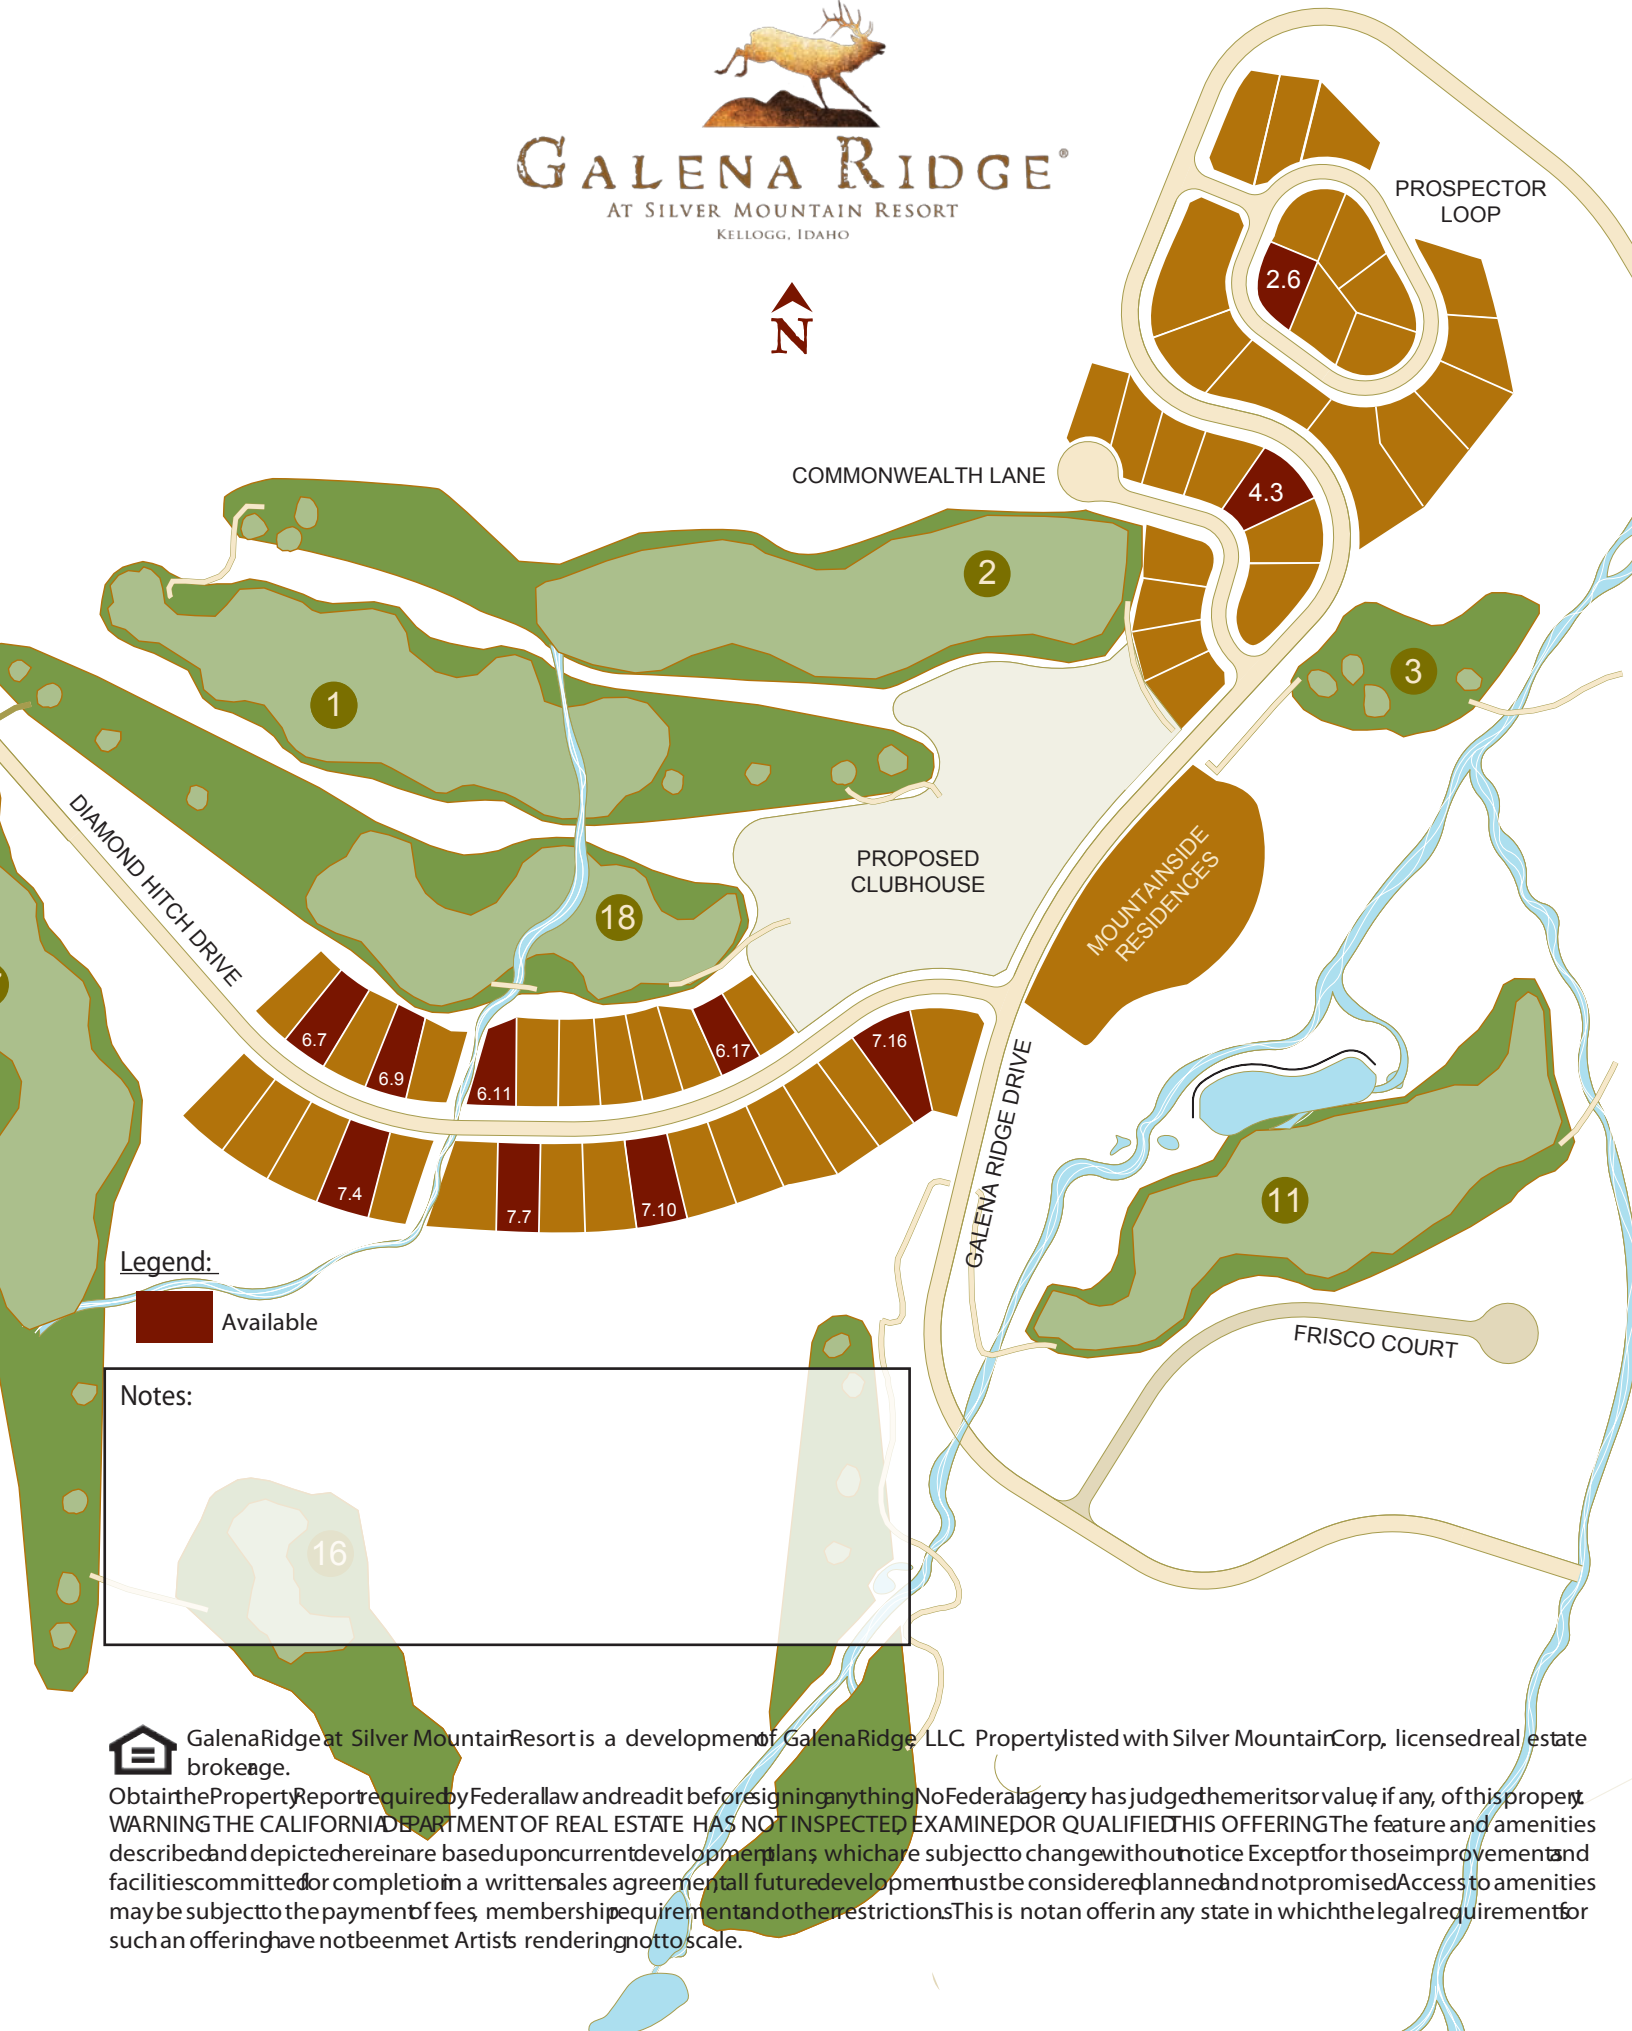 GALENA RIDGE®
AT SILVER MOUNTAIN RESORT
KELLOGG, IDAHO
N
PROSPECTOR
LOOP
2.6
COMMONWEALTH LANE
4.3
2
3
1
DIAMOND HITCH DRIVE
PROPOSED
CLUBHOUSE
MOUNTAINSIDE
RESIDENCES
18
6.7
6.9
6.11
6.17
7.16
7.4
7.7
7.10
GALENA RIDGE DRIVE
11
FRISCO COURT
Legend:
Available
Notes:
16
Galena Ridge at Silver Mountain Resort is a development of Galena Ridge, LLC. Property listed with Silver Mountain Corp., licensed real estate
brokerage.
Obtain the Property Report required by Federal law and read it before signing anything. No Federal agency has judged the merits or value, if any, of this property.
WARNING: THE CALIFORNIA DEPARTMENT OF REAL ESTATE HAS NOT INSPECTED, EXAMINED, OR QUALIFIED THIS OFFERING. The feature and amenities
described and depicted herein are based upon current development plans, which are subject to change without notice. Except for those improvements and
facilities committed for completion in a written sales agreement, all future development must be considered planned and not promised. Access to amenities
may be subject to the payment of fees, membership requirements and other restrictions. This is not an offer in any state in which the legal requirements for
such an offering have not been met. Artist's rendering, not to scale.